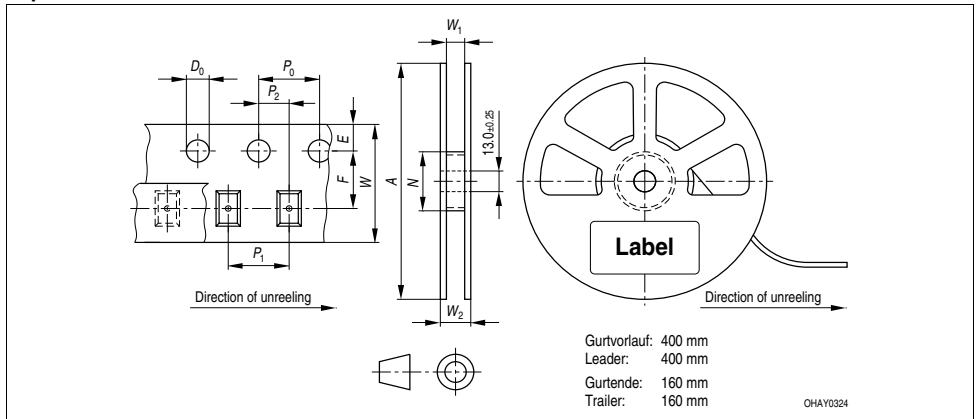 W1
D0
P0
P2
E
F
W
A
N
13.0±0.25
P1
W2
Label
Direction of unreeling
Direction of unreeling
Gurtvorlauf: 400 mm
Leader: 400 mm
Gurtende: 160 mm
Trailer: 160 mm
OHAY0324